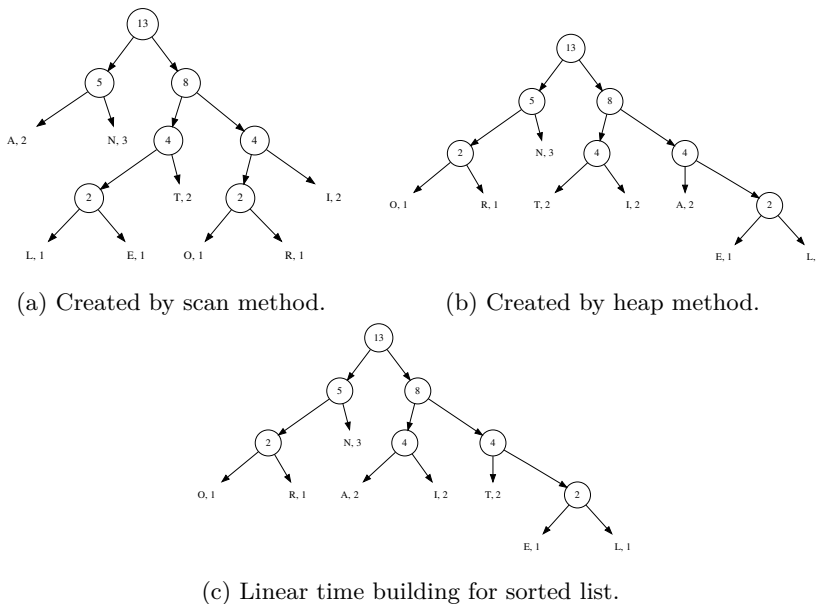 13
5
8
A, 2
N, 3
4
4
2
T, 2
2
I, 2
L, 1
E, 1
O, 1
R, 1
(a) Created by scan method.
13
5
8
2
N, 3
4
4
O, 1
R, 1
T, 2
I, 2
A, 2
2
E, 1
L,
(b) Created by heap method.
13
5
8
2
N, 3
4
4
O, 1
R, 1
A, 2
I, 2
T, 2
2
E, 1
L, 1
(c) Linear time building for sorted list.